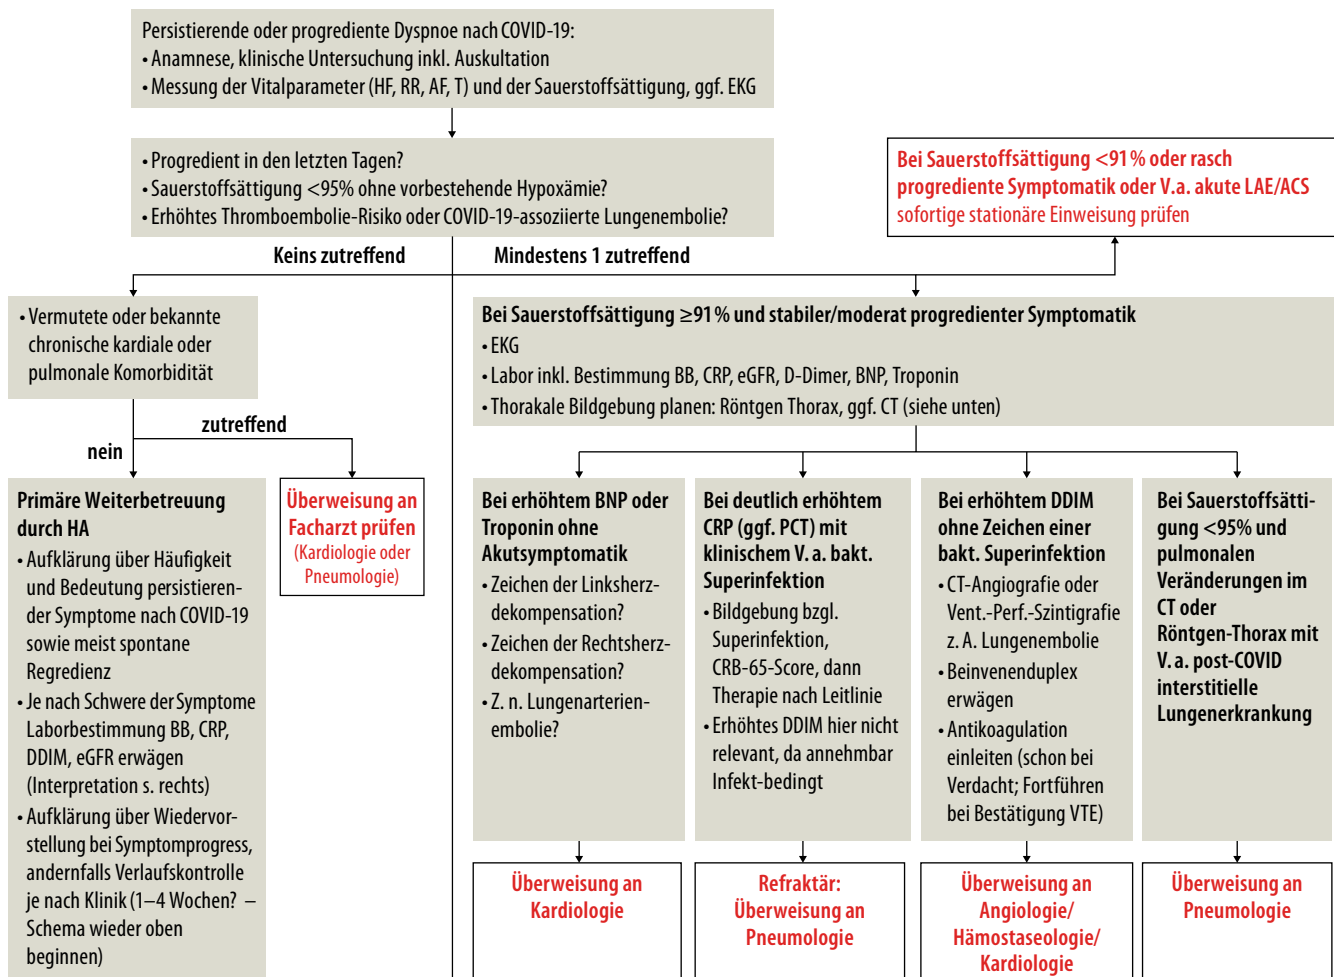 Persistierende oder progrediente Dyspnoe nach COVID-19:
• Anamnese, klinische Untersuchung inkl. Auskultation
• Messung der Vitalparameter (HF, RR, AF, T) und der Sauerstoffsättigung, ggf. EKG
• Progredient in den letzten Tagen?
• Sauerstoffsättigung <95% ohne vorbestehende Hypoxämie?
• Erhöhtes Thromboembolie-Risiko oder COVID-19-assoziierte Lungenembolie?
Bei Sauerstoffsättigung <91% oder rasch
progrediente Symptomatik oder V.a. akute LAE/ACS
sofortige stationäre Einweisung prüfen
Keins zutreffend
Mindestens 1 zutreffend
• Vermutete oder bekannte
chronische kardiale oder
pulmonale Komorbidität
zutreffend
nein
Bei Sauerstoffsättigung ≥91% und stabiler/moderat progredienter Symptomatik
• EKG
• Labor inkl. Bestimmung BB, CRP, eGFR, D-Dimer, BNP, Troponin
• Thorakale Bildgebung planen: Röntgen Thorax, ggf. CT (siehe unten)
Primäre Weiterbetreuung
durch HA
• Aufklärung über Häufigkeit
und Bedeutung persistieren-
der Symptome nach COVID-19
sowie meist spontane
Regredienz
• Je nach Schwere der Symptome
Laborbestimmung BB, CRP,
DDIM, eGFR erwägen
(Interpretation s. rechts)
• Aufklärung über Wiedervor-
stellung bei Symptomprogress,
andernfalls Verlaufskontrolle
je nach Klinik (1–4 Wochen? –
Schema wieder oben
beginnen)
Überweisung an
Facharzt prüfen
(Kardiologie oder
Pneumologie)
Bei erhöhtem BNP oder
Troponin ohne
Akutsymptomatik
• Zeichen der Linksherz-
dekompensation?
• Zeichen der Rechtsherz-
dekompensation?
• Z. n. Lungenarterien-
embolie?
Überweisung an
Kardiologie
Bei deutlich erhöhtem
CRP (ggf. PCT) mit
klinischem V. a. bakt.
Superinfektion
• Bildgebung bzgl.
Superinfektion,
CRB-65-Score, dann
Therapie nach Leitlinie
• Erhöhtes DDIM hier nicht
relevant, da annehmbar
Infekt-bedingt
Refraktär:
Überweisung an
Pneumologie
Bei erhöhtem DDIM
ohne Zeichen einer
bakt. Superinfektion
• CT-Angiografie oder
Vent.-Perf.-Szintigrafie
z. A. Lungenembolie
• Beinvenenduplex
erwägen
• Antikoagulation
einleiten (schon bei
Verdacht; Fortführen
bei Bestätigung VTE)
Überweisung an
Angiologie/
Hämostaseologie/
Kardiologie
Bei Sauerstoffsätti-
gung <95% und
pulmonalen
Veränderungen im
CT oder
Röntgen-Thorax mit
V. a. post-COVID
interstitielle
Lungenerkrankung
Überweisung an
Pneumologie